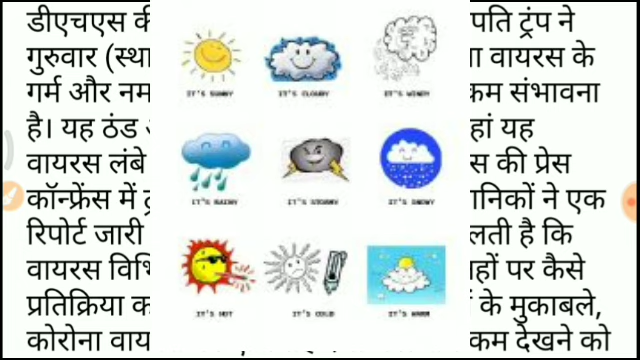 डीएचएस की पति ट्रंप ने
गुरुवार (स्था वायरस के
गर्म और नम कम संभावना
है। यह ठंड हां यह
वायरस लंबे स की प्रेस
कॉन्फ्रेंस में ट्र ानिकों ने एक
रिपोर्ट जारी लती है कि
वायरस विभि हों पर कैसे
प्रतिक्रिया क के मुकाबले,
कोरोना वाय कम देखने को
IT'S SUNNY IT'S CLOUDY IT'S WINDY
IT'S RAINY IT'S STORMY IT'S SNOWY
IT'S HOT IT'S COLD IT'S WARM